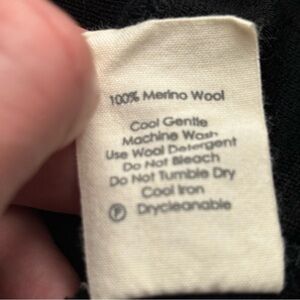 100% Merino Wool
Cool Gentle
Machine Wash
Use Wool Detergent
Do Not Bleach
Do Not Tumble Dry
Cool Iron
Ⓟ Drycleanable